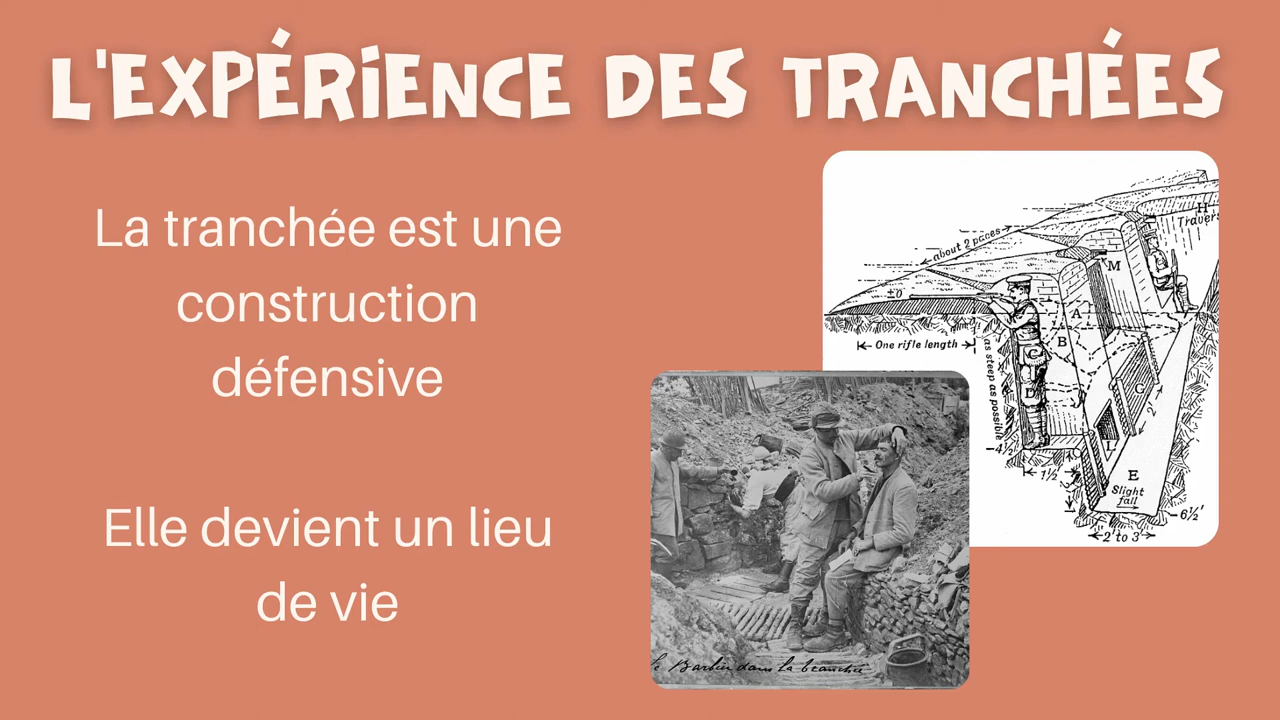 L'EXPÉRIENCE DES TRANCHÉES
La tranchée est une
construction
défensive
Elle devient un lieu
de vie
about 2 paces
Travers
M
±0'
A
One rifle length
as steep as possible
B
C
D
G
2'
L
E
Slight
fall
1½
6½'
2' to 3'
Barbier dans la tranchée